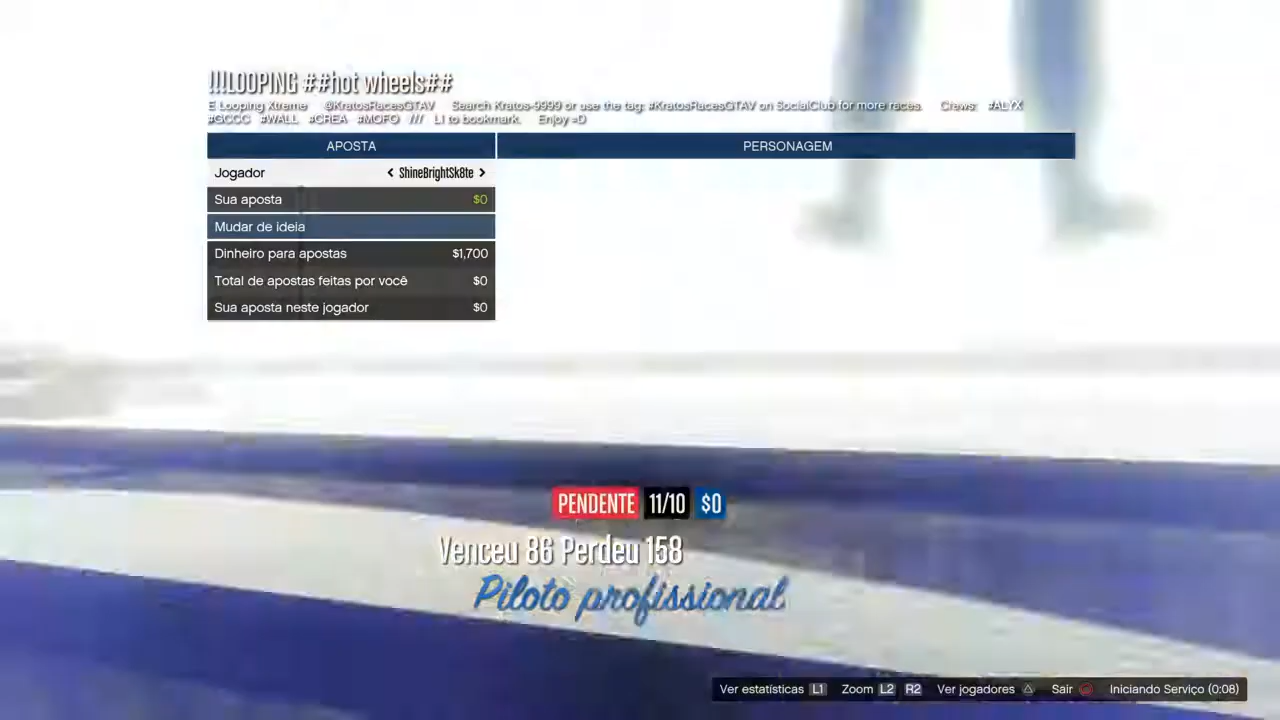 !!!LOOPING ##hot wheels##
E Looping Xtreme @KratosRacesGTAV Search Kratos-9999 or use the tag: #KratosRacesGTAV on SocialClub for more races. Crews: #ALYX
#GCCC #WALL #CREA #MOFO /// L1 to bookmark. Enjoy =D
APOSTA PERSONAGEM
Jogador < ShineBrightSk8te >
Sua aposta $0
Mudar de ideia
Dinheiro para apostas $1,700
Total de apostas feitas por você $0
Sua aposta neste jogador $0
PENDENTE 11/10 $0
Venceu 86 Perdeu 158
Piloto profissional
Ver estatísticas L1 Zoom L2 R2 Ver jogadores Sair Iniciando Serviço (0:08)